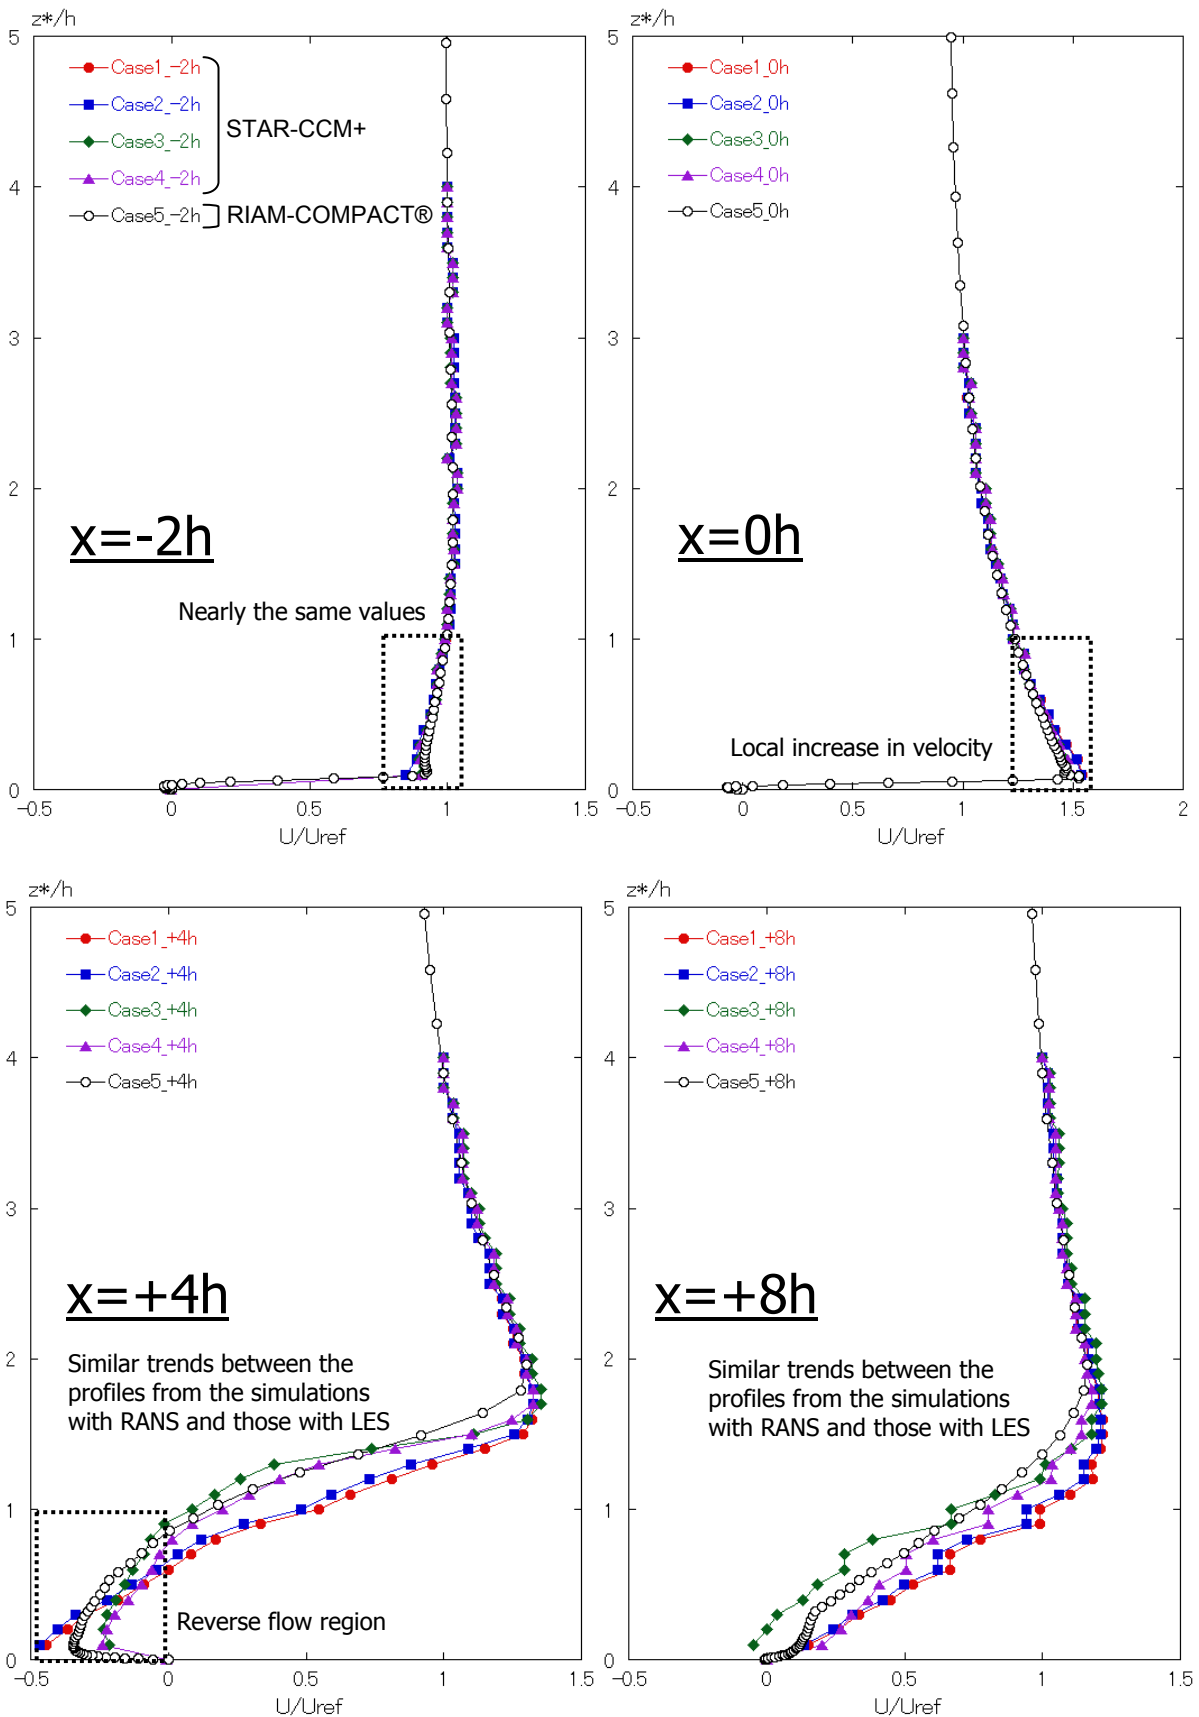 z*/h
5
4
3
2
1
0
Case1_-2h
Case2_-2h
Case3_-2h
Case4_-2h
Case5_-2h
STAR-CCM+
RIAM-COMPACT®
x=-2h
Nearly the same values
-0.5 0 0.5 1 1.5
U/Uref
z*/h
5
4
3
2
1
0
Case1_0h
Case2_0h
Case3_0h
Case4_0h
Case5_0h
x=0h
Local increase in velocity
-0.5 0 0.5 1 1.5 2
U/Uref
z*/h
5
4
3
2
1
0
Case1_+4h
Case2_+4h
Case3_+4h
Case4_+4h
Case5_+4h
x=+4h
Similar trends between the
profiles from the simulations
with RANS and those with LES
Reverse flow region
-0.5 0 0.5 1 1.5
U/Uref
z*/h
5
4
3
2
1
0
Case1_+8h
Case2_+8h
Case3_+8h
Case4_+8h
Case5_+8h
x=+8h
Similar trends between the
profiles from the simulations
with RANS and those with LES
-0.5 0 0.5 1 1.5
U/Uref